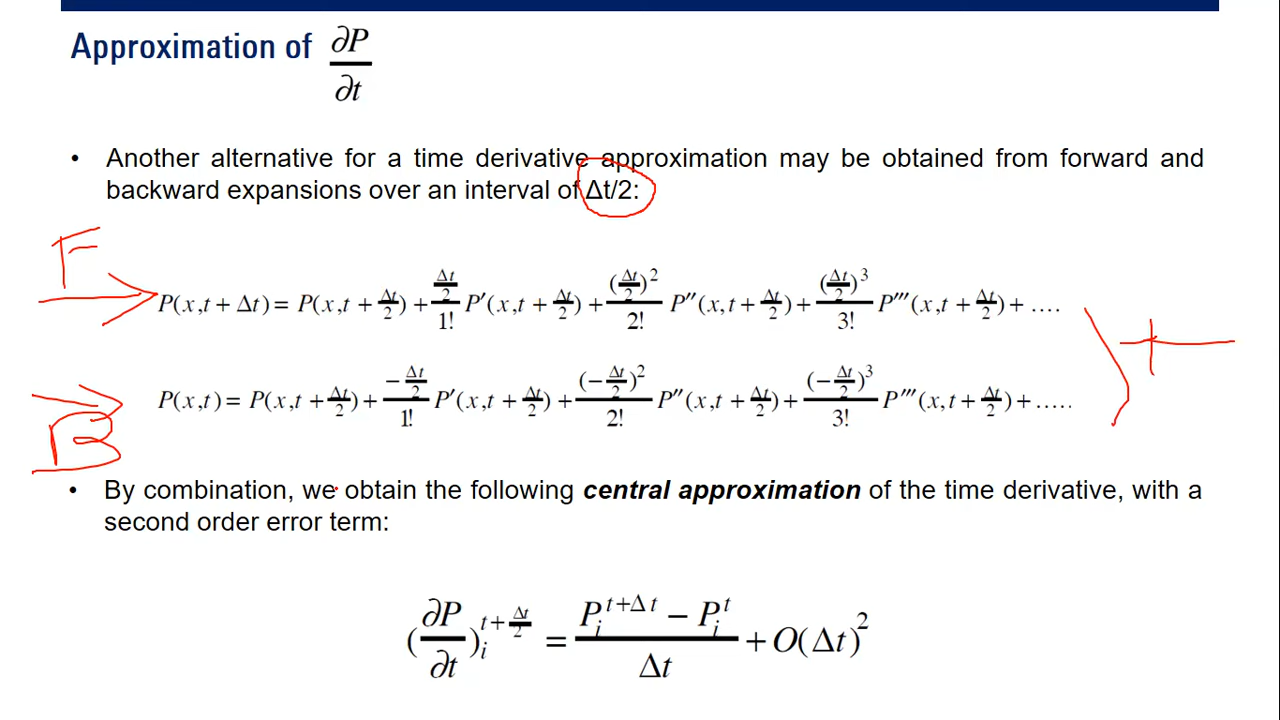 Approximation of ∂P/∂t
• Another alternative for a time derivative approximation may be obtained from forward and
backward expansions over an interval of Δt/2:
F
P(x,t + Δt) = P(x,t + Δt/2) + (Δt/2)/1! P′(x,t + Δt/2) + (Δt/2)²/2! P″(x,t + Δt/2) + (Δt/2)³/3! P‴(x,t + Δt/2) + ....
+
P(x,t) = P(x,t + Δt/2) + (−Δt/2)/1! P′(x,t + Δt/2) + (−Δt/2)²/2! P″(x,t + Δt/2) + (−Δt/2)³/3! P‴(x,t + Δt/2) + .....
B
• By combination, we obtain the following central approximation of the time derivative, with a
second order error term:
(∂P/∂t)ᵢ^(t+Δt/2) = (Pᵢ^(t+Δt) − Pᵢ^t)/Δt + O(Δt)²